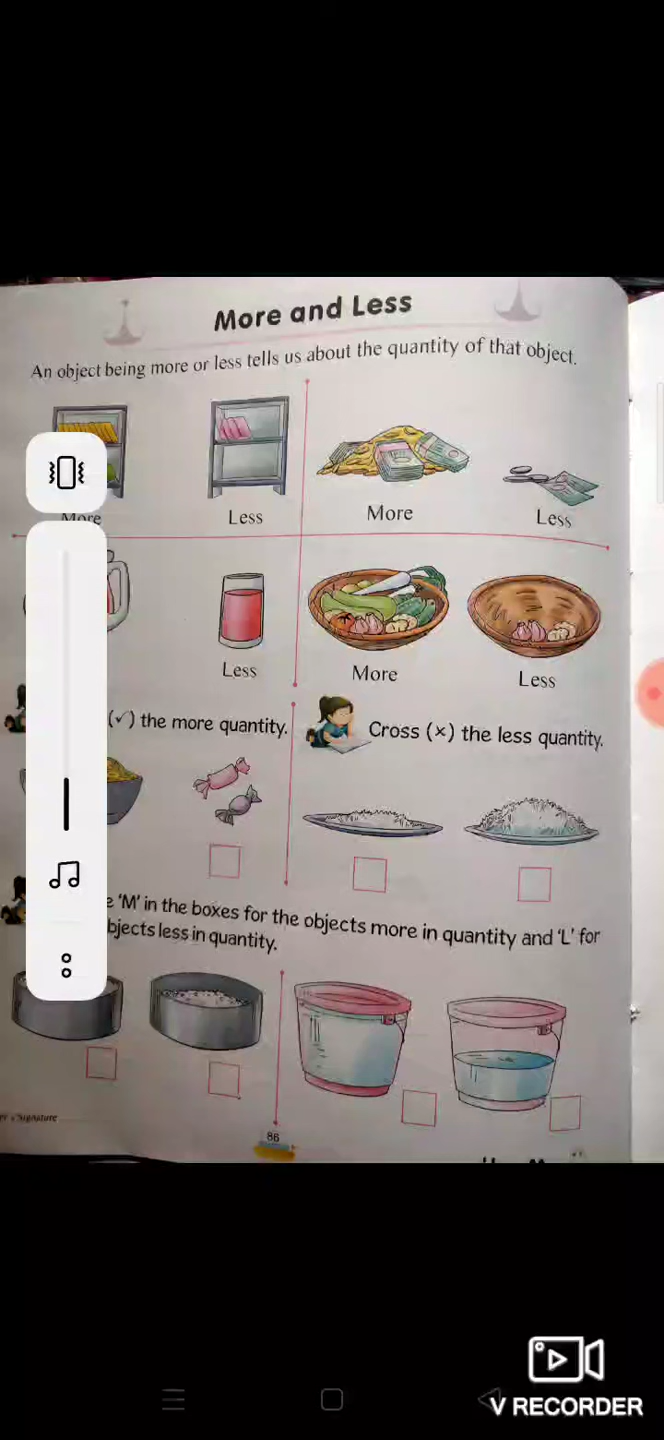 More and Less
An object being more or less tells us about the quantity of that object.
More
Less
More
Less
Less
More
Less
(✓) the more quantity.
Cross (×) the less quantity.
'M' in the boxes for the objects more in quantity and 'L' for
less in quantity.
Signature
86
V RECORDER